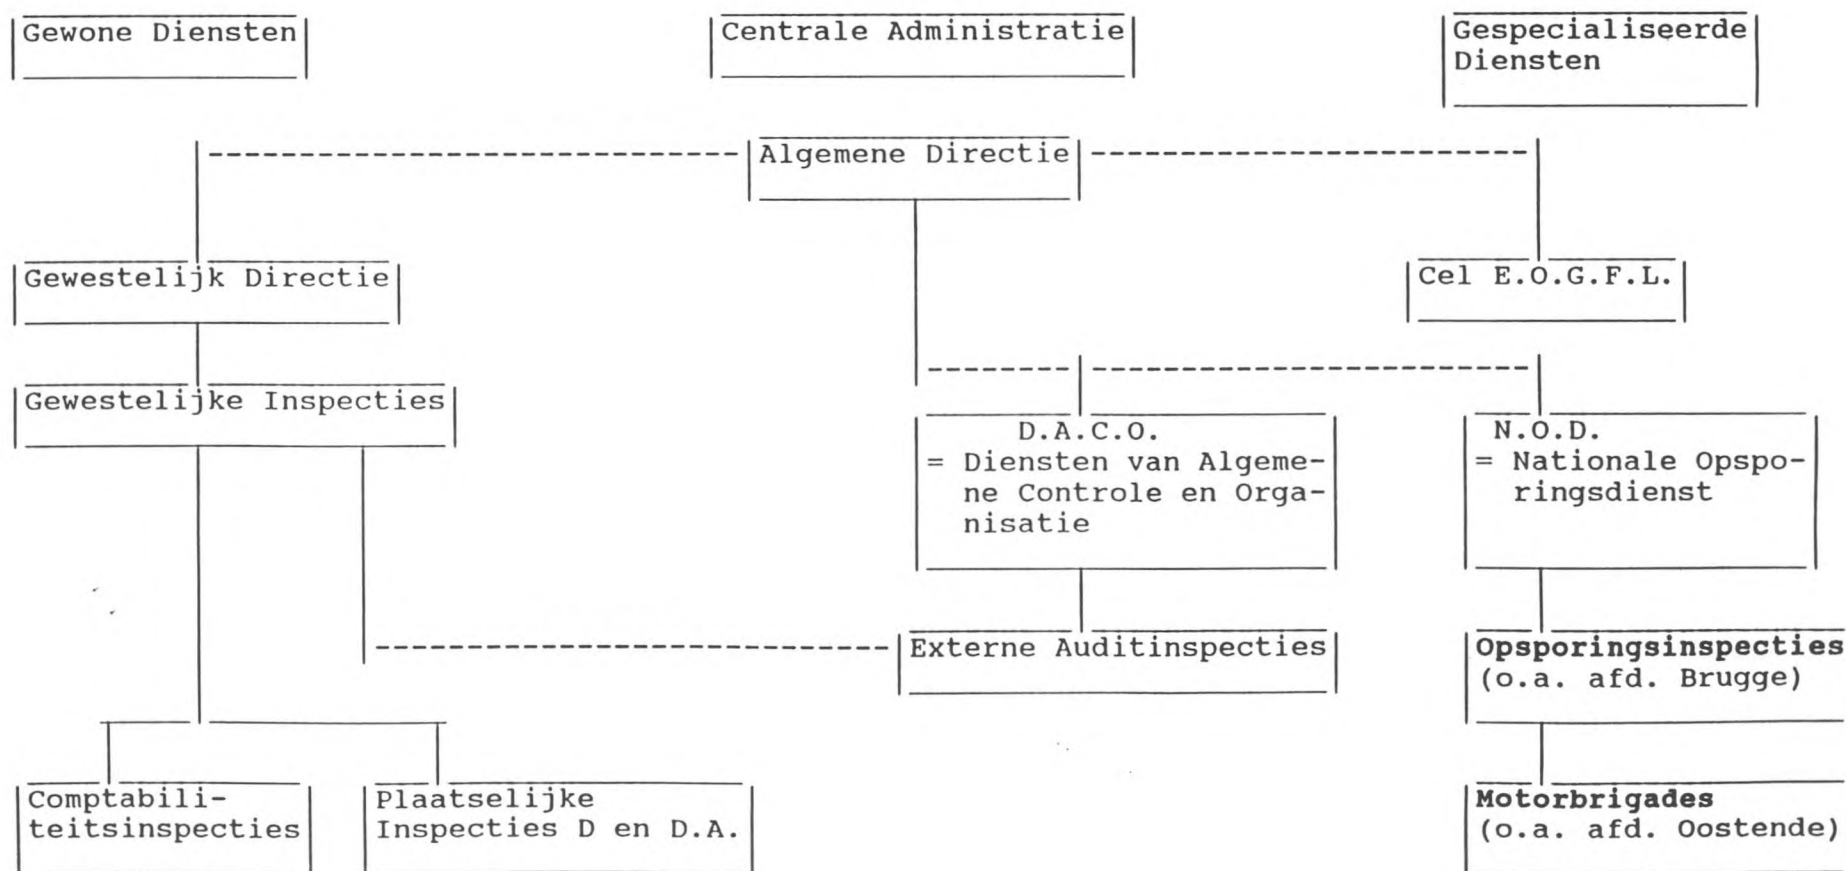 Gewone Diensten
Centrale Administratie
Gespecialiseerde
Diensten
Algemene Directie
Gewestelijk Directie
Cel E.O.G.F.L.
Gewestelijke Inspecties
D.A.C.O.
= Diensten van Algeme-
ne Controle en Orga-
nisatie
N.O.D.
= Nationale Opspo-
ringsdienst
Externe Auditinspecties
Opsporingsinspecties
(o.a. afd. Brugge)
Comptabili-
teitsinspecties
Plaatselijke
Inspecties D en D.A.
Motorbrigades
(o.a. afd. Oostende)